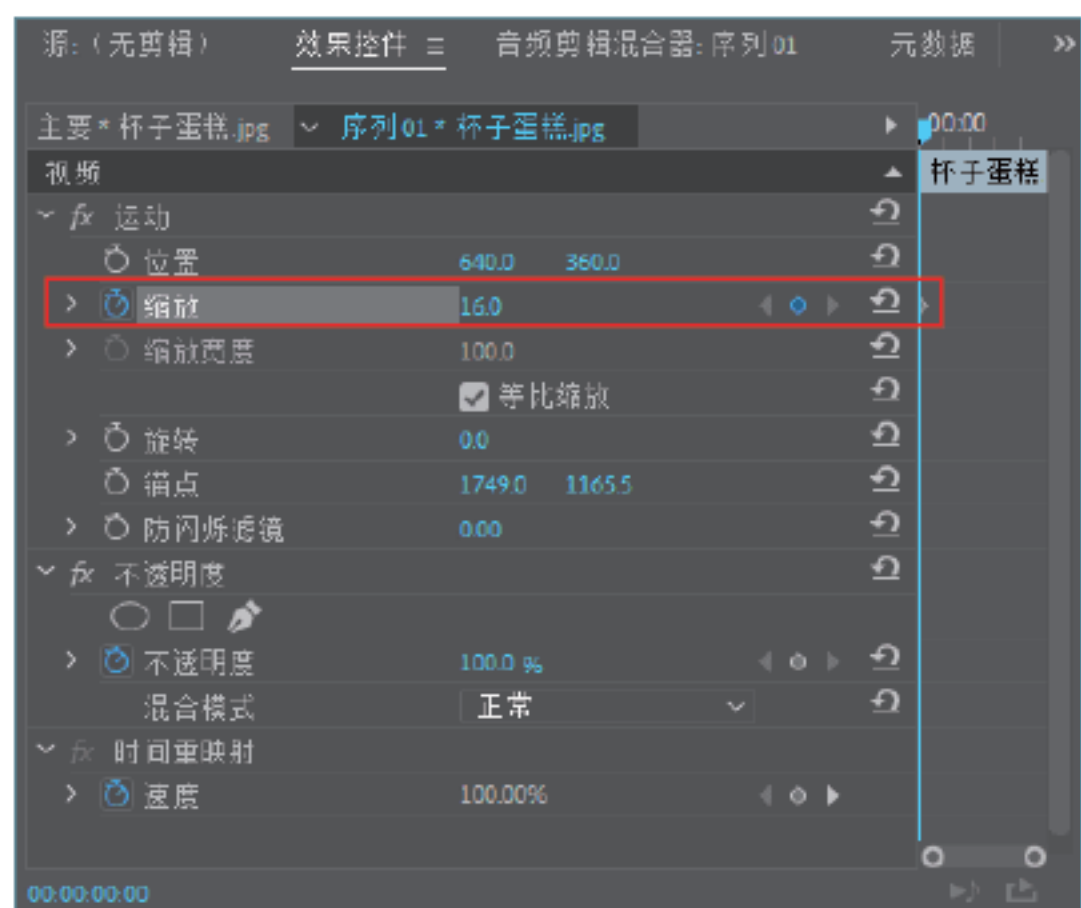 源:（无剪辑） 效果控件 ≡ 音频剪辑混合器: 序列 01 元数据 »
主要 * 杯子蛋糕.jpg 序列 01 * 杯子蛋糕.jpg 00:00
视频 杯子蛋糕
fx 运动
位置 640.0 360.0
缩放 16.0
缩放宽度 100.0
等比缩放
旋转 0.0
锚点 1749.0 1165.5
防闪烁滤镜 0.00
fx 不透明度
不透明度 100.0 %
混合模式 正常
fx 时间重映射
速度 100.00%
00:00:00:00